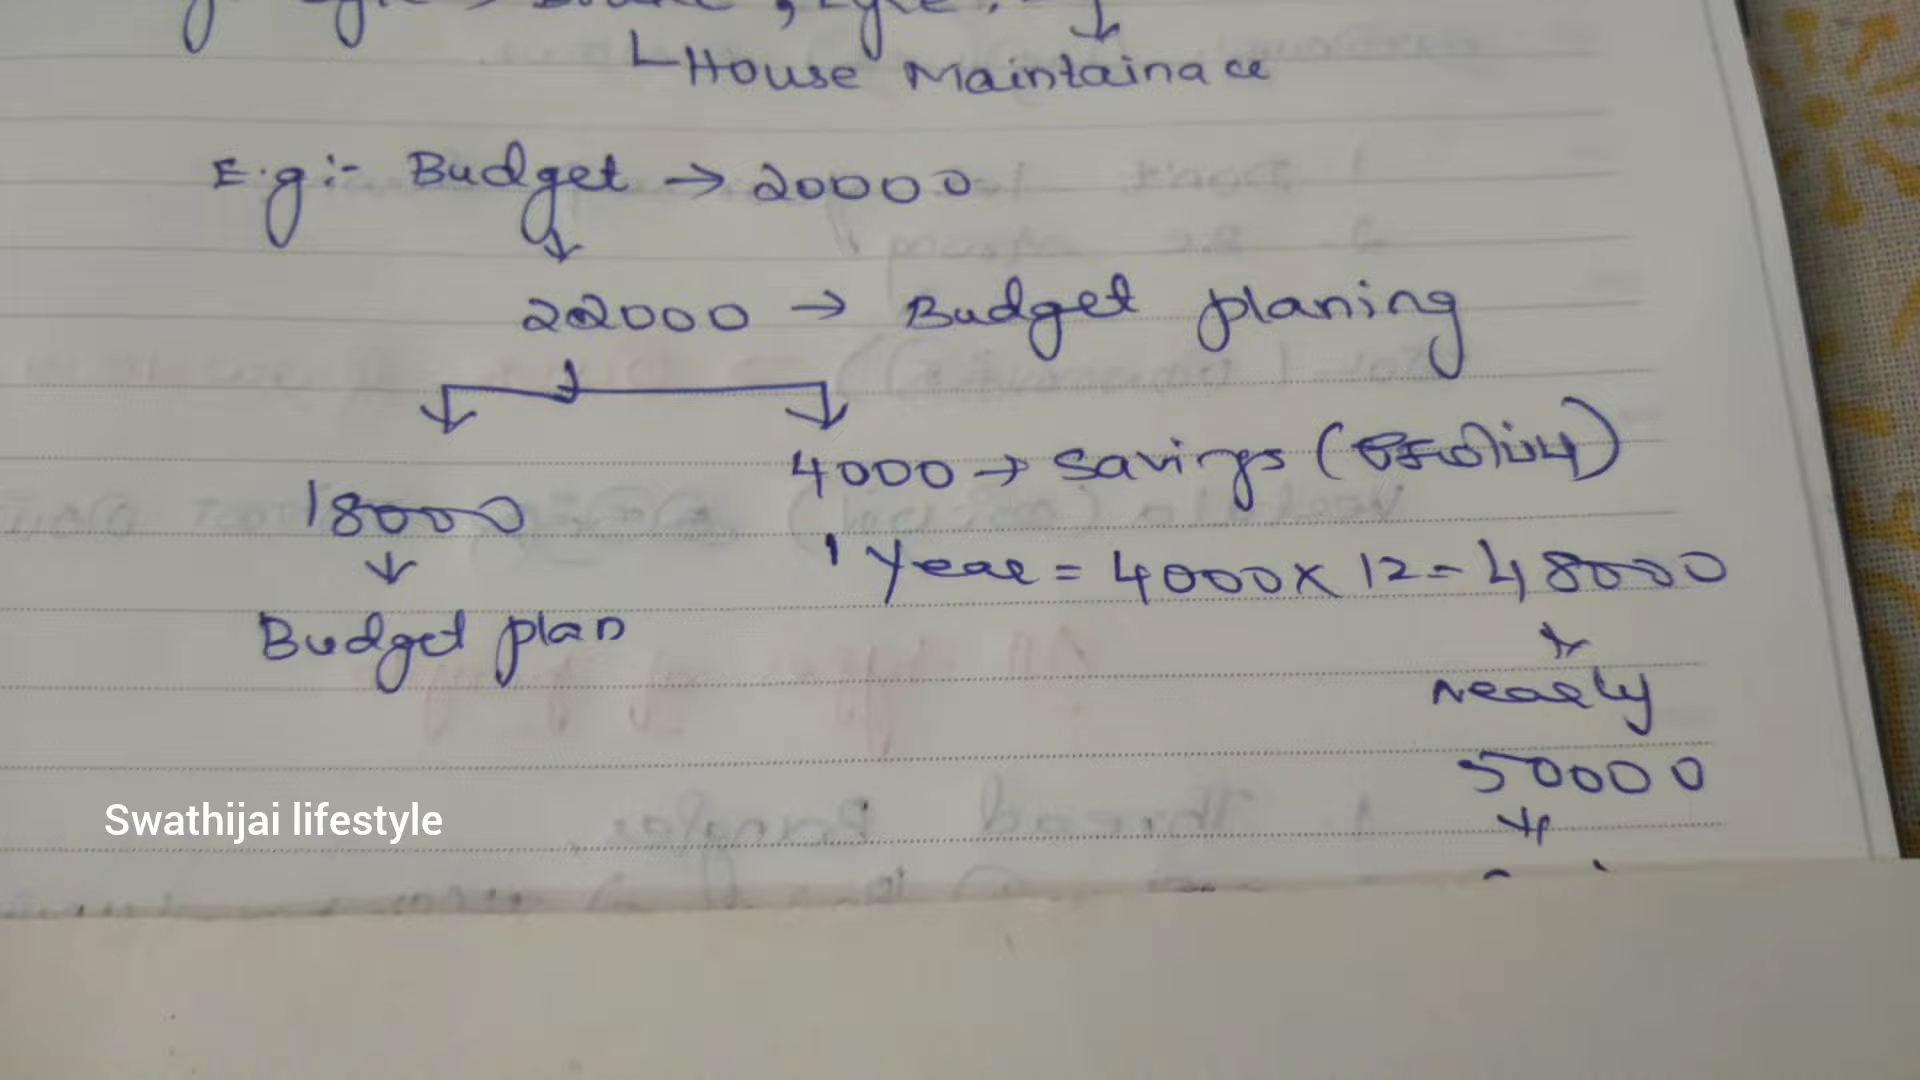 House Maintainace
E.g:- Budget → 20000
↓
22000 → Budget planing
18000
4000 → Savings (சேமிப்பு)
↓
Budget plan
1 Year = 4000 x 12 = 48000
Nearly
50000
Swathijai lifestyle